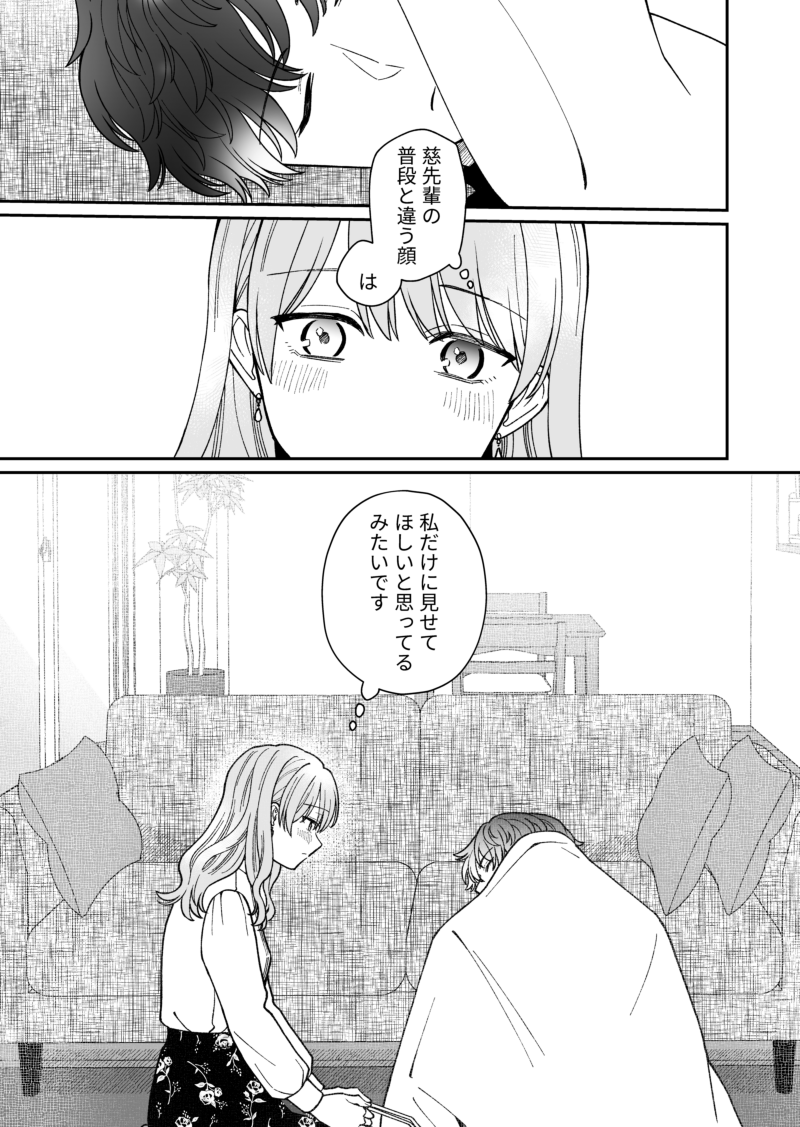 慈先輩の
普段と違う顔
は
私だけに見せて
ほしいと思ってる
みたいです